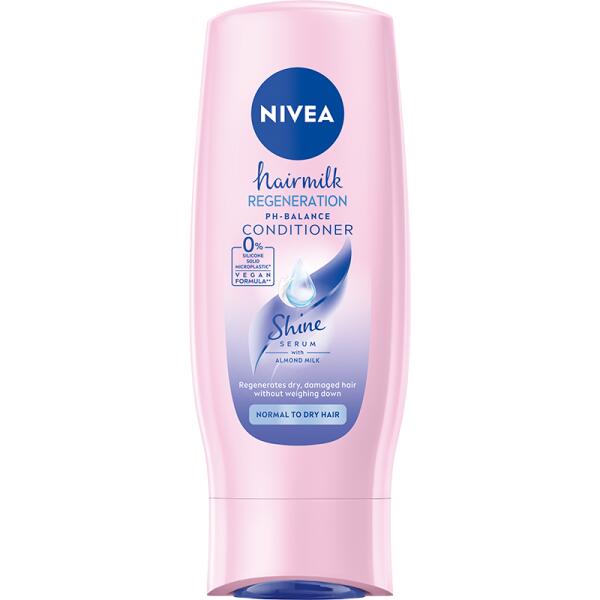 NIVEA
hairmilk
REGENERATION
PH-BALANCE
CONDITIONER
0%
SILICONE
SOLID
MICROPLASTIC*
VEGAN
FORMULA**
Shine
SERUM
with
ALMOND MILK
Regenerates dry, damaged hair
without weighing down
NORMAL TO DRY HAIR